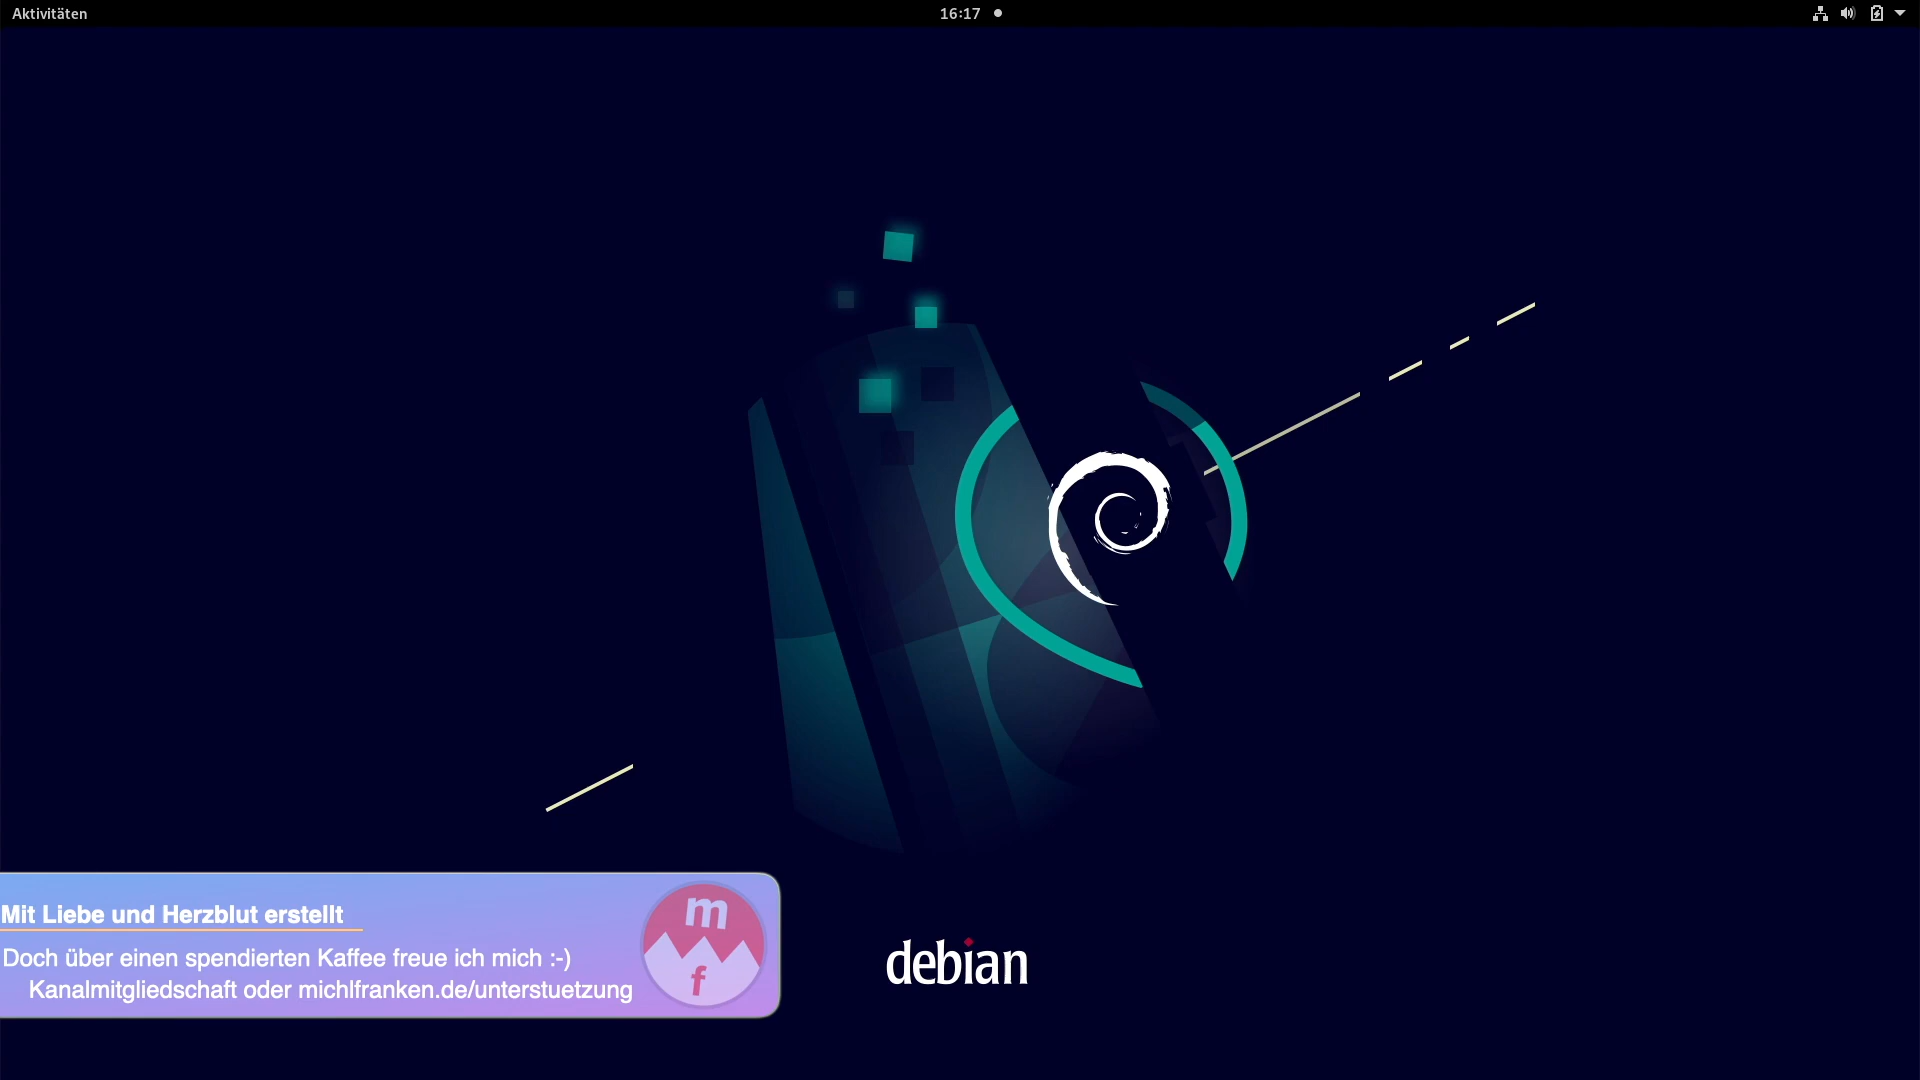 Aktivitäten
16:17
Mit Liebe und Herzblut erstellt
Doch über einen spendierten Kaffee freue ich mich :-)
Kanalmitgliedschaft oder michlfranken.de/unterstuetzung
m
f
debian